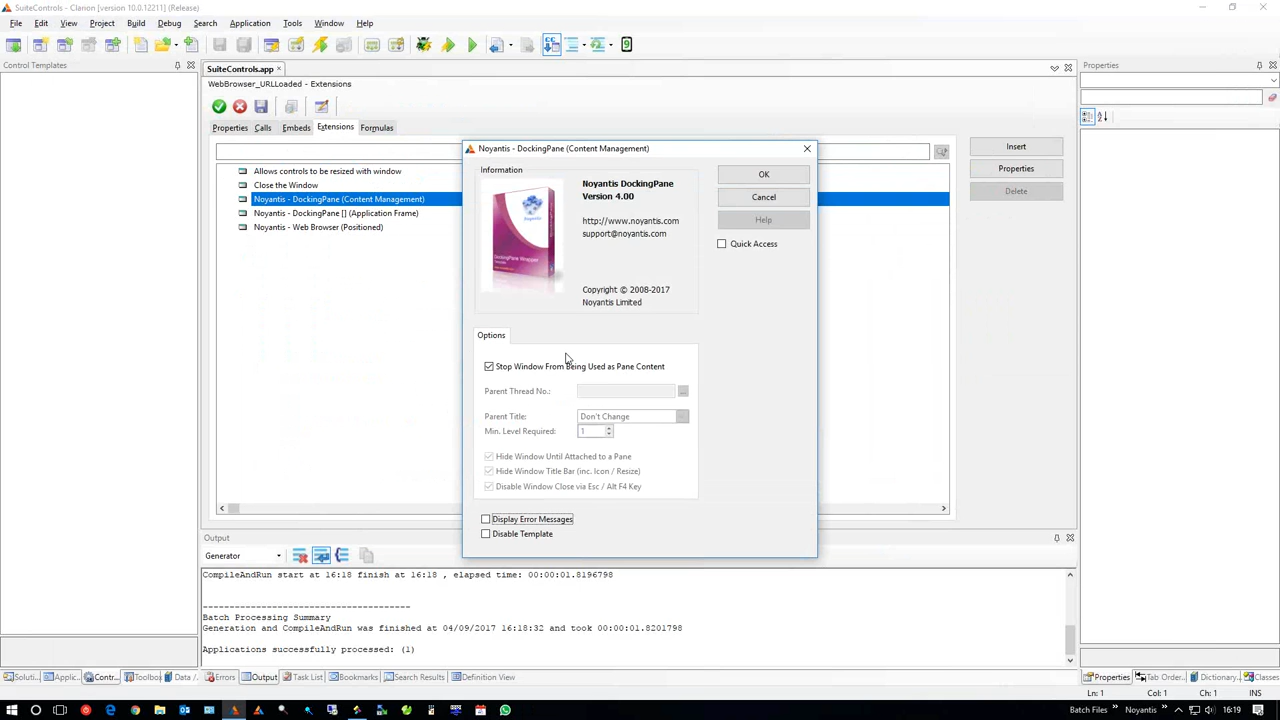 SuiteControls - Clarion [version 10.0.12211] (Release)
File Edit View Project Build Debug Search Application Tools Window Help
Control Templates
SuiteControls.app
Properties
WebBrowser_URLLoaded - Extensions
Properties Calls Embeds Extensions Formulas
Insert
Properties
Delete
Allows controls to be resized with window
Close the Window
Noyantis - DockingPane (Content Management)
Noyantis - DockingPane [] (Application Frame)
Noyantis - Web Browser (Positioned)
Noyantis - DockingPane (Content Management)
Information
Noyantis DockingPane
Version 4.00
http://www.noyantis.com
support@noyantis.com
Copyright © 2008-2017
Noyantis Limited
OK
Cancel
Help
Quick Access
Options
Stop Window From Being Used as Pane Content
Parent Thread No.:
...
Parent Title: Don't Change
Min. Level Required: 1
Hide Window Until Attached to a Pane
Hide Window Title Bar (inc. Icon / Resize)
Disable Window Close via Esc / Alt F4 Key
Display Error Messages
Disable Template
Output
Generator
CompileAndRun start at 16:18 finish at 16:18 , elapsed time: 00:00:01.8196798
---------------------------------------
Batch Processing Summary
Generation and CompileAndRun was finished at 04/09/2017 16:18:32 and took 00:00:01.8201798
Applications successfully processed: (1)
Soluti... Applic... Contr... Toolbox Data /... Errors Output Task List Bookmarks Search Results Definition View Properties Tab Order... Dictionary... Classes
Ln: 1 Col: 1 Ch: 1 INS
Batch Files Noyantis 16:19